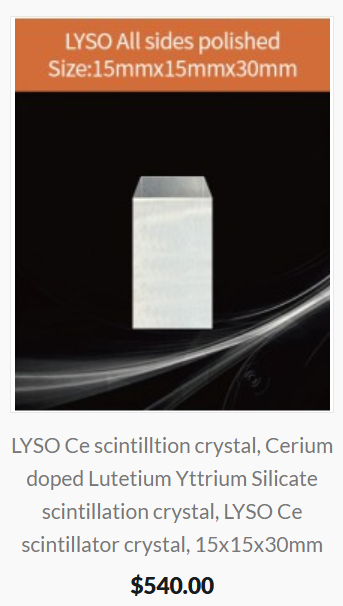 LYSO All sides polished
Size:15mmx15mmx30mm
LYSO Ce scintilltion crystal, Cerium
doped Lutetium Yttrium Silicate
scintillation crystal, LYSO Ce
scintillator crystal, 15x15x30mm
$540.00